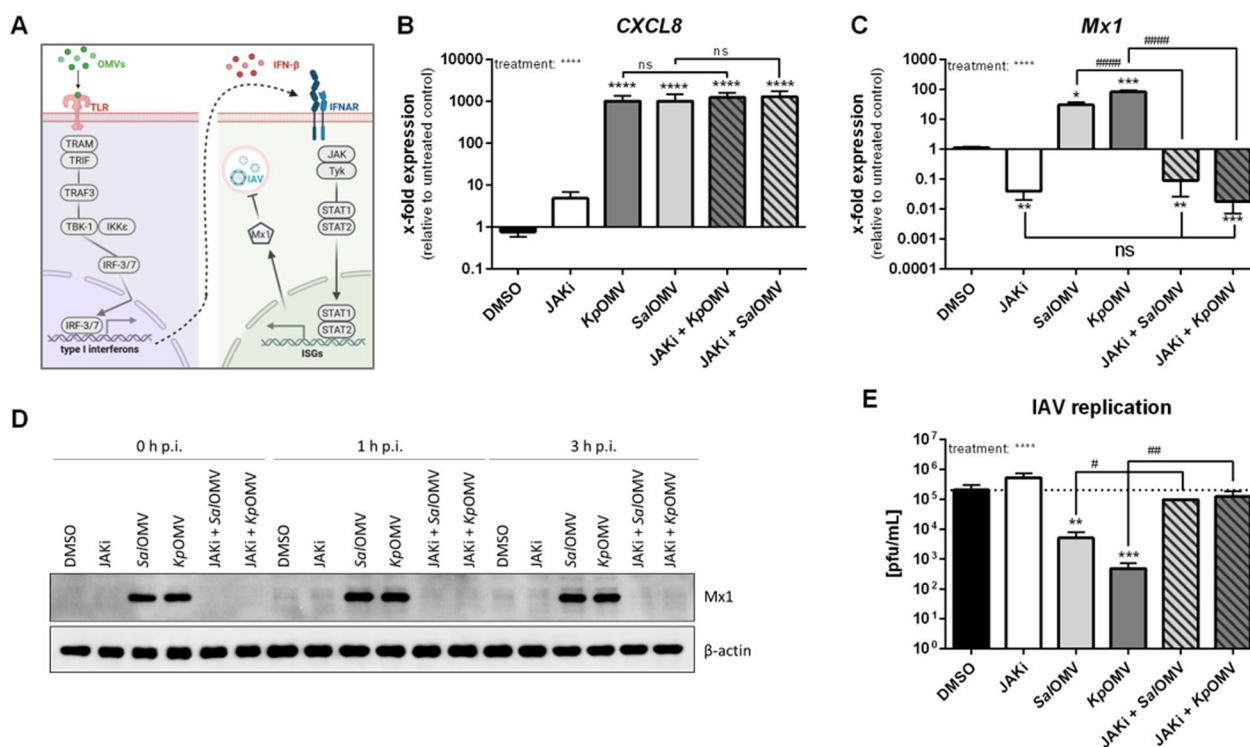 A
OMVs
TLR
TRAM
TRIF
TRAF3
TBK-1 IKKε
IRF-3/7
IRF-3/7
type I interferons
IFN-β
IFNAR
JAK
Tyk
STAT1
STAT2
IAV
Mx1
STAT1
STAT2
ISGs
B
CXCL8
x-fold expression
(relative to untreated control)
10000
1000
100
10
1
0.1
treatment: ****
ns
ns
**** **** **** ****
DMSO
JAKi
KpOMV
SalOMV
JAKi + KpOMV
JAKi + SalOMV
C
Mx1
x-fold expression
(relative to untreated control)
1000
100
10
1
0.1
0.01
0.001
0.0001
treatment: ****
####
####
*
***
**
**
***
ns
DMSO
JAKi
SalOMV
KpOMV
JAKi + SalOMV
JAKi + KpOMV
D
0 h p.i. 1 h p.i. 3 h p.i.
DMSO
JAKi
SalOMV
KpOMV
JAKi + SalOMV
JAKi + KpOMV
DMSO
JAKi
SalOMV
KpOMV
JAKi + SalOMV
JAKi + KpOMV
DMSO
JAKi
SalOMV
KpOMV
JAKi + SalOMV
JAKi + KpOMV
Mx1
β-actin
E
IAV replication
[pfu/mL]
10⁷
10⁶
10⁵
10⁴
10³
10²
10¹
10⁰
treatment: ****
#
##
**
***
DMSO
JAKi
SalOMV
KpOMV
JAKi + SalOMV
JAKi + KpOMV